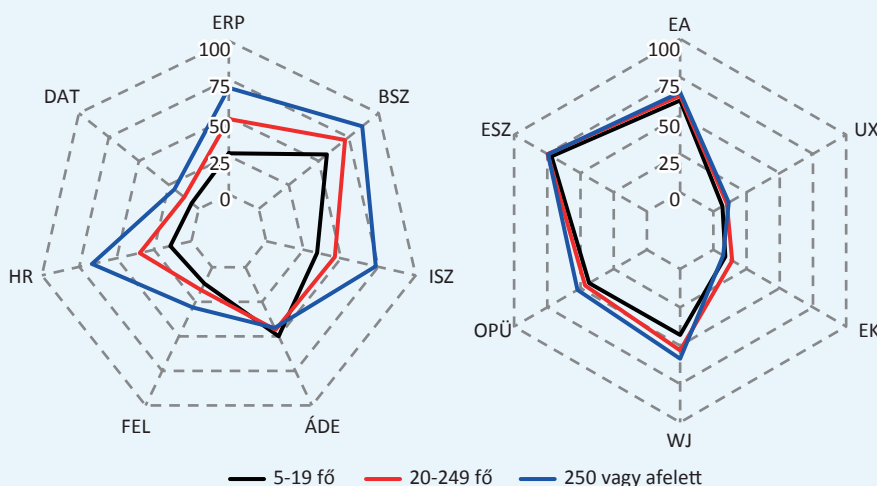 ERP
100
75
50
25
0
BSZ
ISZ
ÁDE
FEL
HR
DAT
EA
100
75
50
25
0
UX
EK
WJ
OPÜ
ESZ
5-19 fő
20-249 fő
250 vagy afelett